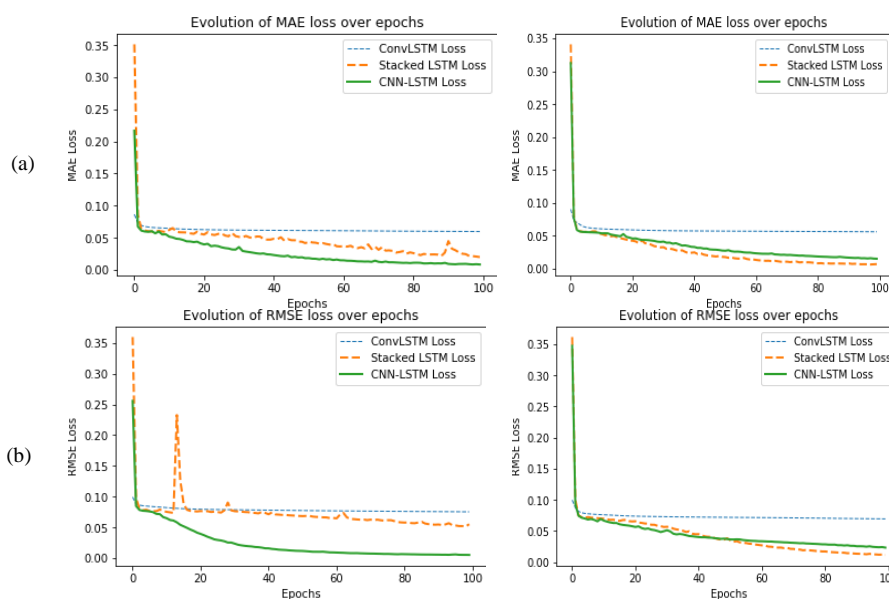 (a)
Evolution of MAE loss over epochs
MAE Loss
0.35
0.30
0.25
0.20
0.15
0.10
0.05
0.00
ConvLSTM Loss
Stacked LSTM Loss
CNN-LSTM Loss
0 20 40 60 80 100
Epochs
Evolution of MAE loss over epochs
MAE Loss
0.35
0.30
0.25
0.20
0.15
0.10
0.05
0.00
ConvLSTM Loss
Stacked LSTM Loss
CNN-LSTM Loss
0 20 40 60 80 100
Epochs
(b)
Evolution of RMSE loss over epochs
RMSE Loss
0.35
0.30
0.25
0.20
0.15
0.10
0.05
0.00
ConvLSTM Loss
Stacked LSTM Loss
CNN-LSTM Loss
0 20 40 60 80 100
Epochs
Evolution of RMSE loss over epochs
RMSE Loss
0.35
0.30
0.25
0.20
0.15
0.10
0.05
0.00
ConvLSTM Loss
Stacked LSTM Loss
CNN-LSTM Loss
0 20 40 60 80 100
Epochs